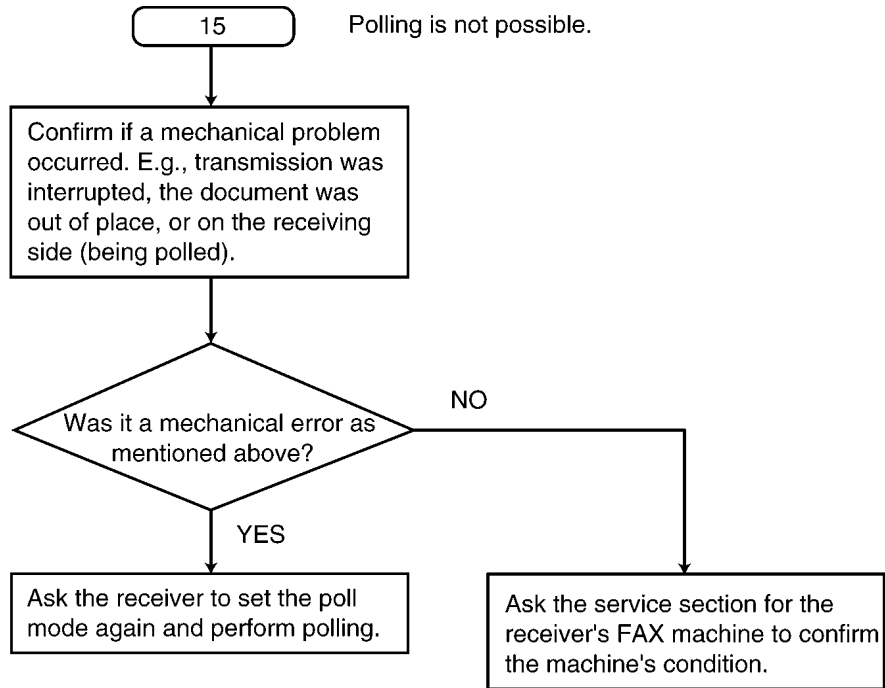 15
Polling is not possible.
Confirm if a mechanical problem
occurred. E.g., transmission was
interrupted, the document was
out of place, or on the receiving
side (being polled).
Was it a mechanical error as
mentioned above?
NO
YES
Ask the receiver to set the poll
mode again and perform polling.
Ask the service section for the
receiver's FAX machine to confirm
the machine's condition.